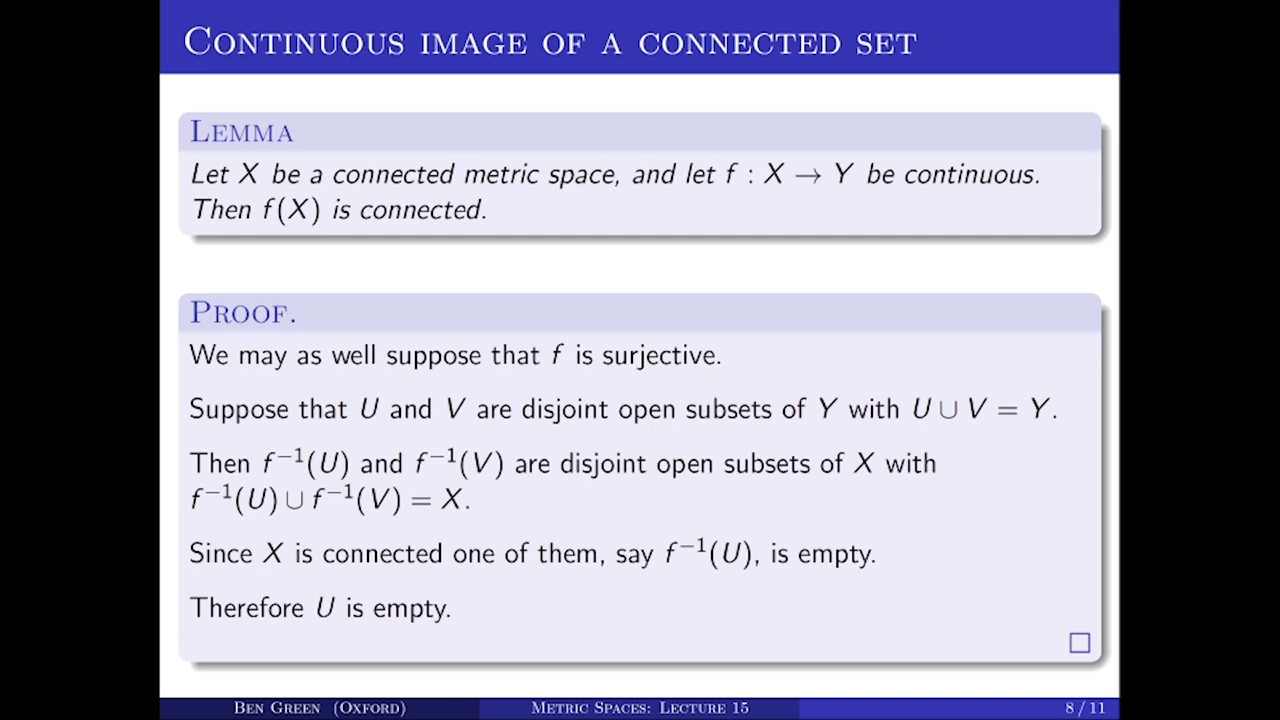 CONTINUOUS IMAGE OF A CONNECTED SET
LEMMA
Let X be a connected metric space, and let f : X → Y be continuous.
Then f(X) is connected.
PROOF.
We may as well suppose that f is surjective.
Suppose that U and V are disjoint open subsets of Y with U ∪ V = Y.
Then f⁻¹(U) and f⁻¹(V) are disjoint open subsets of X with
f⁻¹(U) ∪ f⁻¹(V) = X.
Since X is connected one of them, say f⁻¹(U), is empty.
Therefore U is empty.
□
BEN GREEN (OXFORD) METRIC SPACES: LECTURE 15 8 / 11